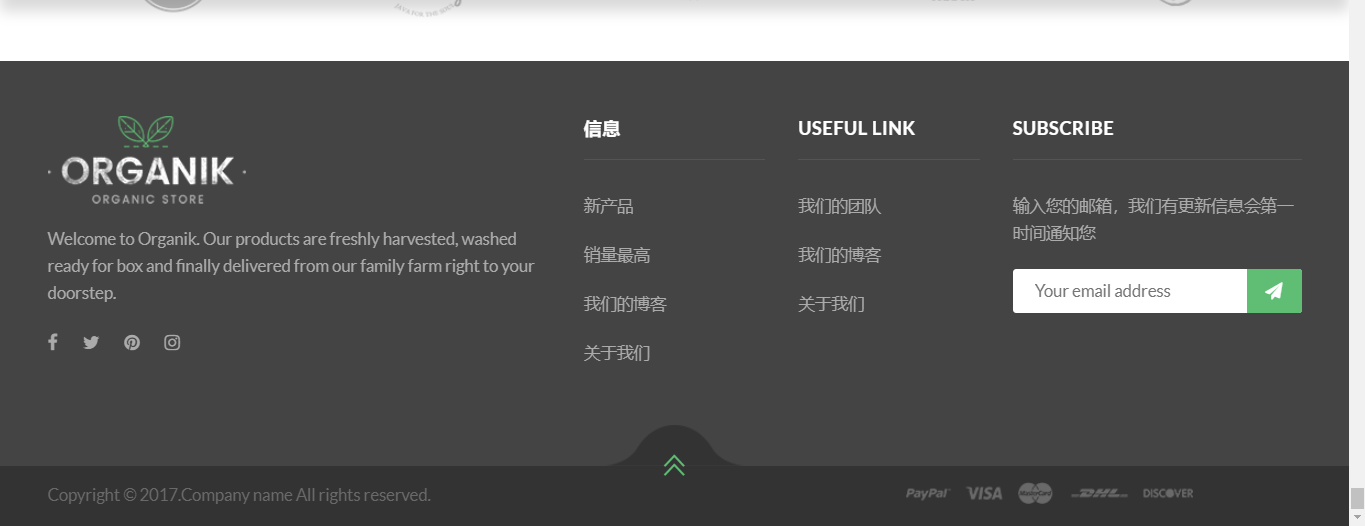 JAVA FOR THE SOUL
ORGANIK
ORGANIC STORE
Welcome to Organik. Our products are freshly harvested, washed
ready for box and finally delivered from our family farm right to your
doorstep.
信息
新产品
销量最高
我们的博客
关于我们
USEFUL LINK
我们的团队
我们的博客
关于我们
SUBSCRIBE
输入您的邮箱，我们有更新信息会第一
时间通知您
Your email address
Copyright © 2017.Company name All rights reserved.
PayPal VISA MasterCard DHL DISCOVER